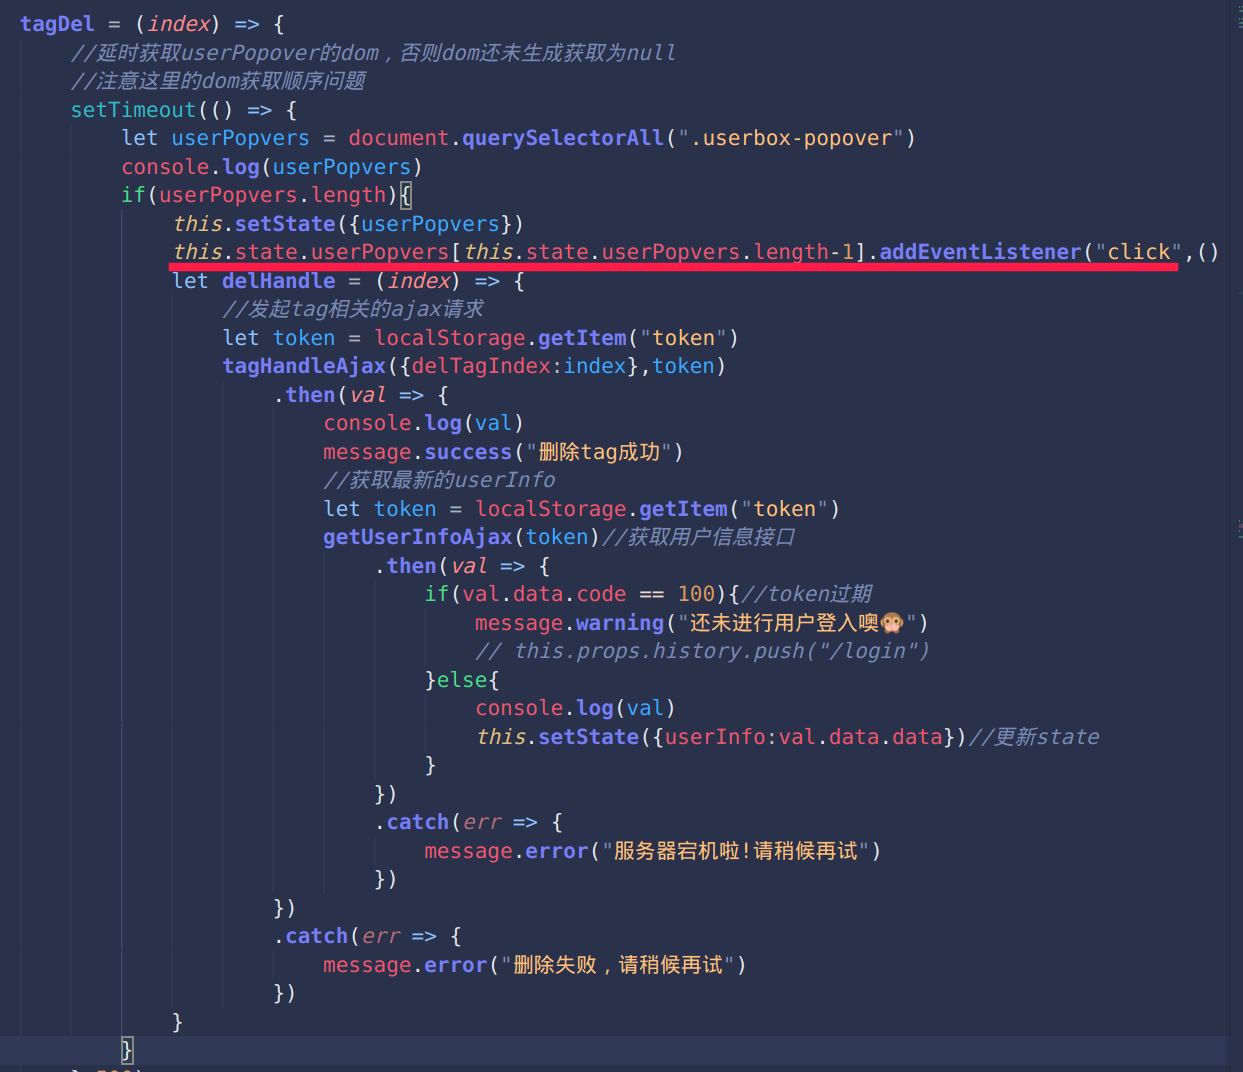 tagDel = (index) => {
//延时获取userPopover的dom，否则dom还未生成获取为null
//注意这里的dom获取顺序问题
setTimeout(() => {
let userPopvers = document.querySelectorAll(".userbox-popover")
console.log(userPopvers)
if(userPopvers.length){
this.setState({userPopvers})
this.state.userPopvers[this.state.userPopvers.length-1].addEventListener("click",()
let delHandle = (index) => {
//发起tag相关的ajax请求
let token = localStorage.getItem("token")
tagHandleAjax({delTagIndex:index},token)
.then(val => {
console.log(val)
message.success("删除tag成功")
//获取最新的userInfo
let token = localStorage.getItem("token")
getUserInfoAjax(token)//获取用户信息接口
.then(val => {
if(val.data.code == 100){//token过期
message.warning("还未进行用户登入噢🙊")
// this.props.history.push("/login")
}else{
console.log(val)
this.setState({userInfo:val.data.data})//更新state
}
})
.catch(err => {
message.error("服务器宕机啦!请稍候再试")
})
})
.catch(err => {
message.error("删除失败，请稍候再试")
})
}
}